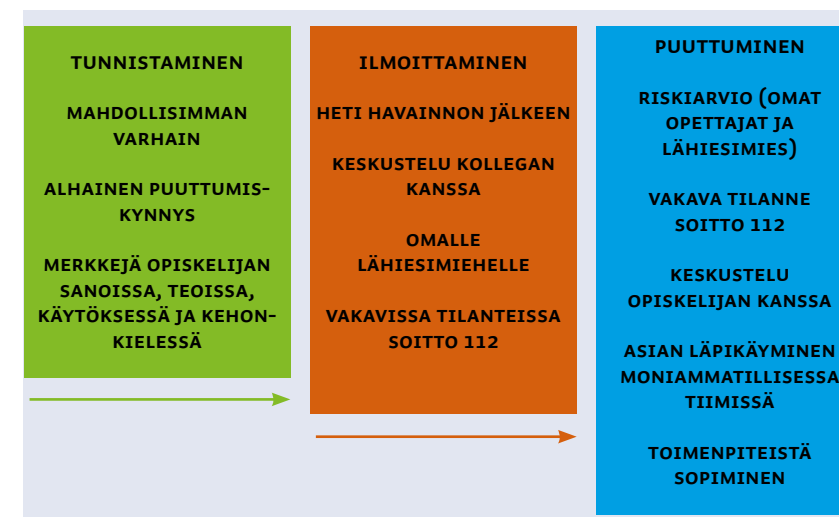 TUNNISTAMINEN
MAHDOLLISIMMAN
VARHAIN
ALHAINEN PUUTTUMIS-
KYNNYS
MERKKEJÄ OPISKELIJAN
SANOISSA, TEOISSA,
KÄYTÖKSESSÄ JA KEHON-
KIELESSÄ
ILMOITTAMINEN
HETI HAVAINNON JÄLKEEN
KESKUSTELU KOLLEGAN
KANSSA
OMALLE
LÄHIESIMIEHELLE
VAKAVISSA TILANTEISSA
SOITTO 112
PUUTTUMINEN
RISKIARVIO (OMAT
OPETTAJAT JA
LÄHIESIMIES)
VAKAVA TILANNE
SOITTO 112
KESKUSTELU
OPISKELIJAN KANSSA
ASIAN LÄPIKÄYMINEN
MONIAMMATILLISESSA
TIIMISSÄ
TOIMENPITEISTÄ
SOPIMINEN